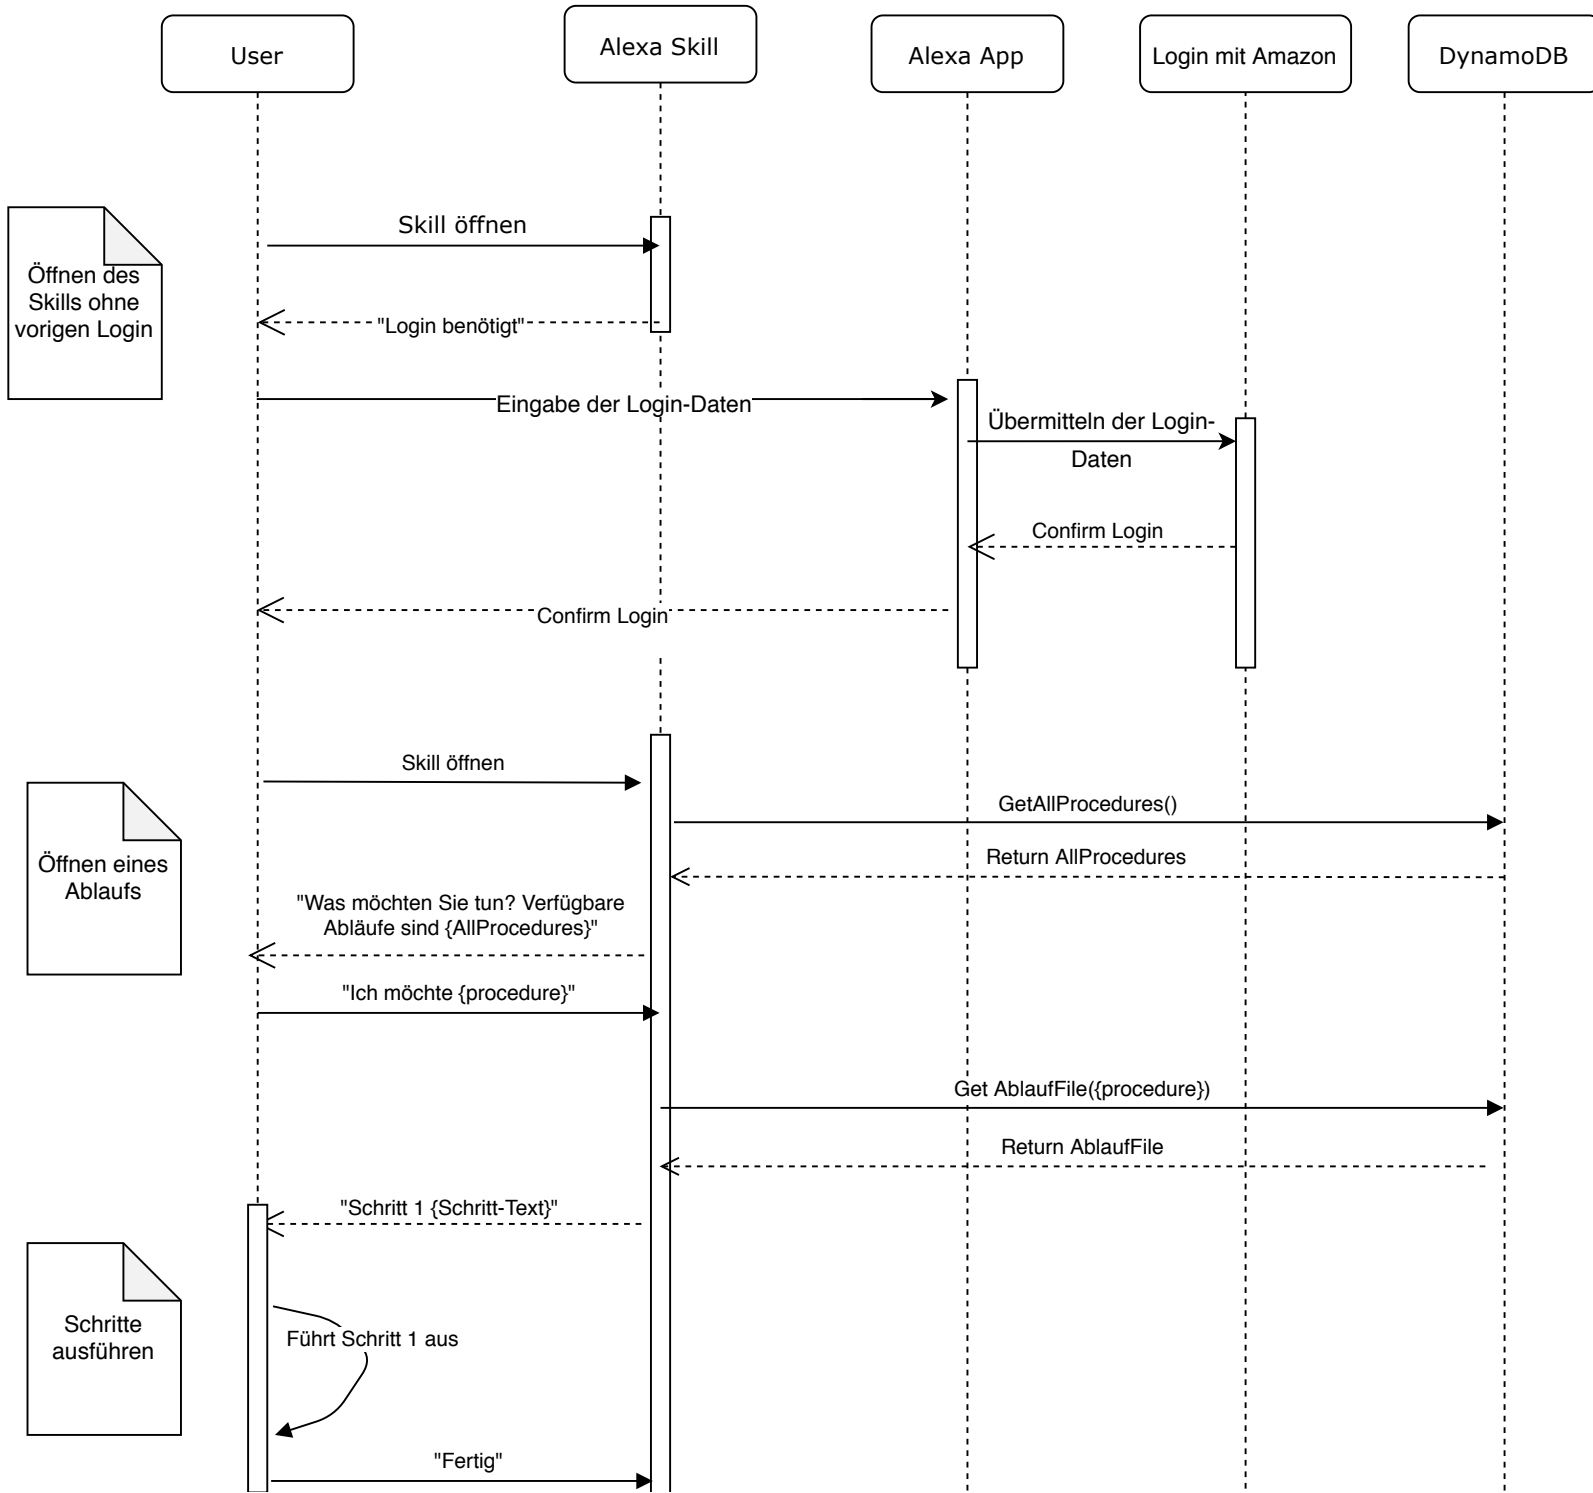 User
Alexa Skill
Alexa App
Login mit Amazon
DynamoDB
Skill öffnen
Öffnen des
Skills ohne
vorigen Login
"Login benötigt"
Eingabe der Login-Daten
Übermitteln der Login-
Daten
Confirm Login
Confirm Login
Skill öffnen
GetAllProcedures()
Öffnen eines
Ablaufs
Return AllProcedures
"Was möchten Sie tun? Verfügbare
Abläufe sind {AllProcedures}"
"Ich möchte {procedure}"
Get AblaufFile({procedure})
Return AblaufFile
"Schritt 1 {Schritt-Text}"
Schritte
ausführen
Führt Schritt 1 aus
"Fertig"